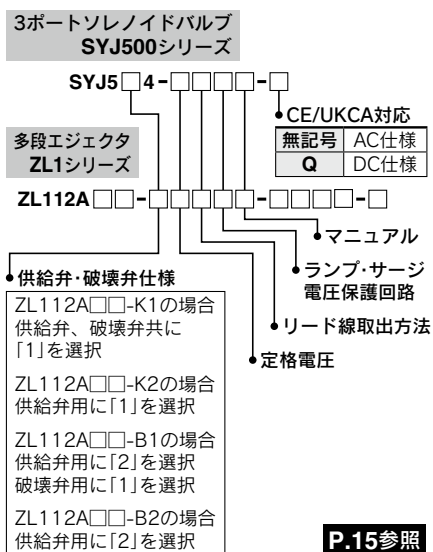 3ポートソレノイドバルブ
SYJ500シリーズ
SYJ5□4-□□□□-□
CE/UKCA対応
無記号 AC仕様
Q DC仕様
多段エジェクタ
ZL1シリーズ
ZL112A□□-□□□□□-□□□□-□
マニュアル
ランプ・サージ
電圧保護回路
リード線取出方法
定格電圧
供給弁・破壊弁仕様
ZL112A□□-K1の場合
供給弁、破壊弁共に
「1」を選択
ZL112A□□-K2の場合
供給弁用に「1」を選択
ZL112A□□-B1の場合
供給弁用に「2」を選択
破壊弁用に「1」を選択
ZL112A□□-B2の場合
供給弁用に「2」を選択
P.15参照